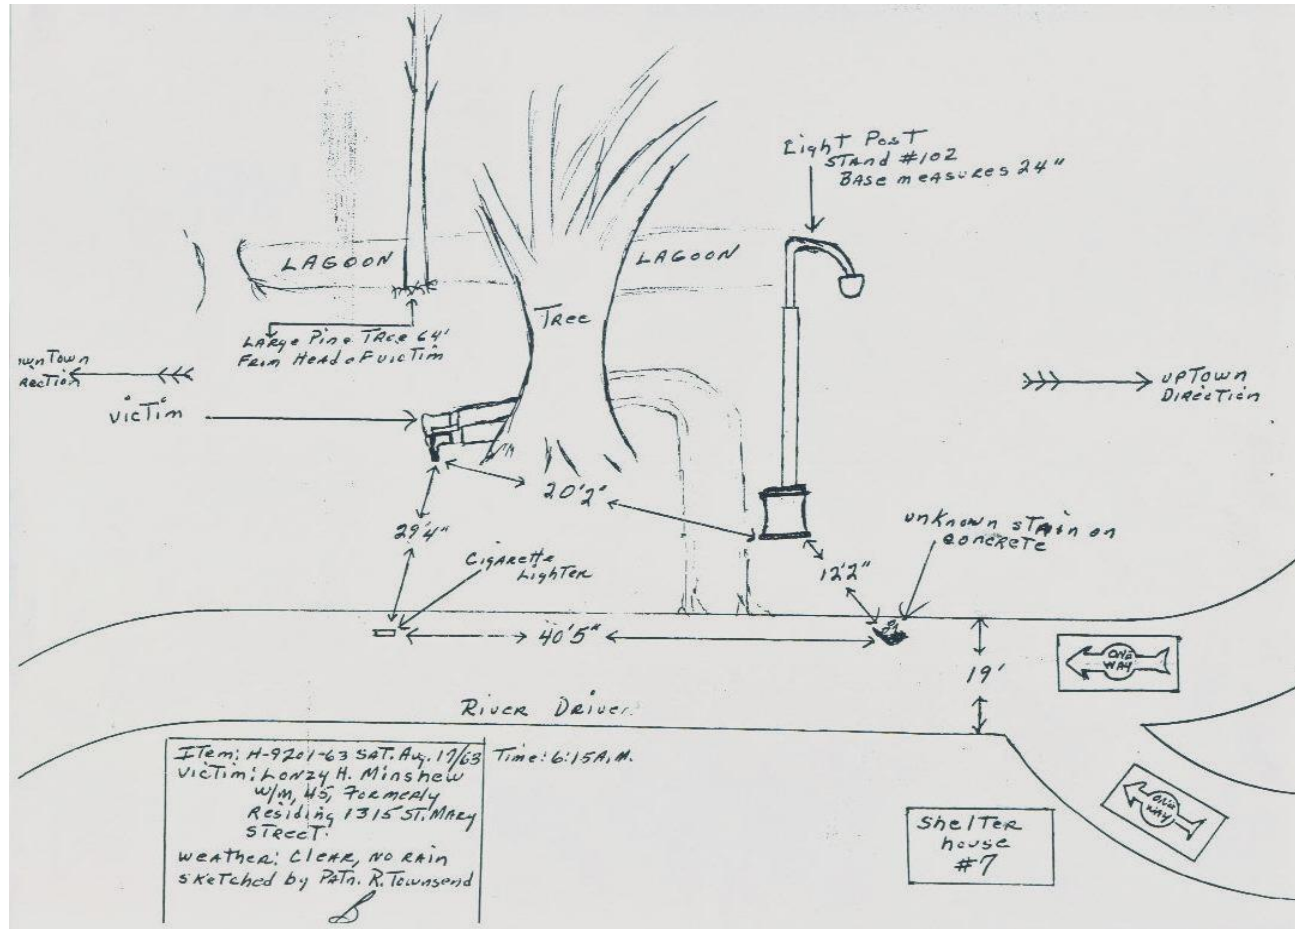 Light Post
Stand #102
Base measures 24"
LAGOON
LAGOON
Tree
Large Pine Tree 64'
From Head of victim
wnTown
rection
victim
UPTown
Direction
20'2"
29'4"
unknown stain on
concrete
Cigarette
Lighter
12'2"
40'5"
19'
ONE
WAY
River Driver
Item: H-9201-63 SAT. Aug. 17/63 Time: 6:15 A.M.
Victim: Lonzy H. Minshew
W/M, 45, Formerly
Residing 1315 ST. MARY
STREET.
weather: Clear, NO RAIN
sketched by Patn. R. Townsend
ONE
WAY
Shelter
house
#7